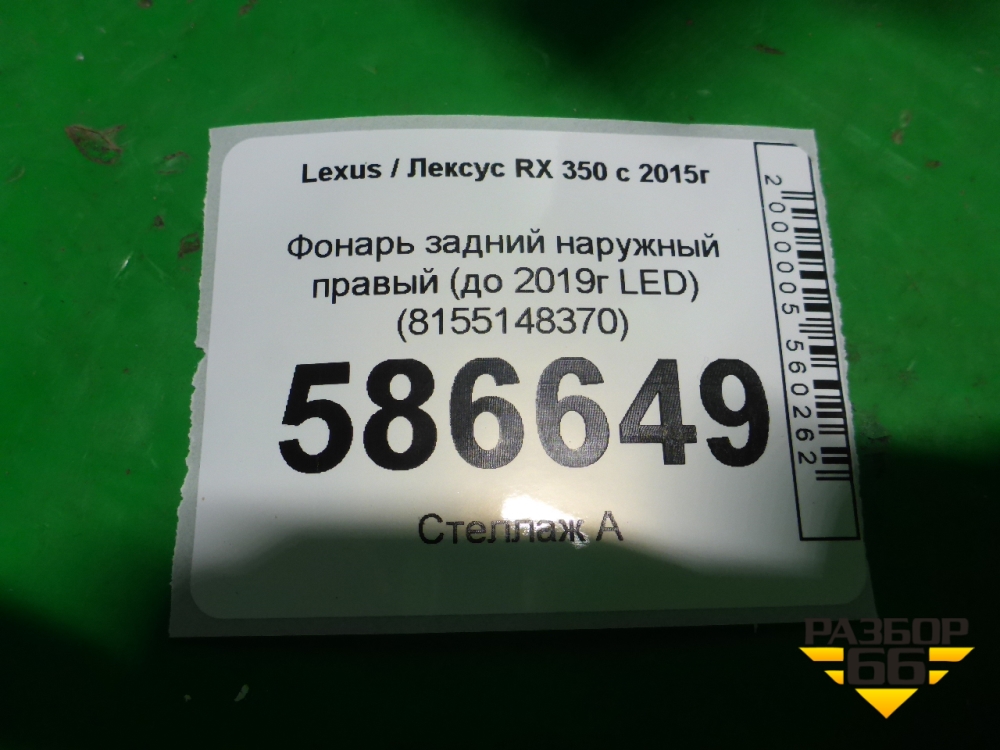 Lexus / Лексус RX 350 с 2015г
Фонарь задний наружный
правый (до 2019г LED)
(8155148370)
586649
Стеллаж А
2000005560262
РАЗБОР
66